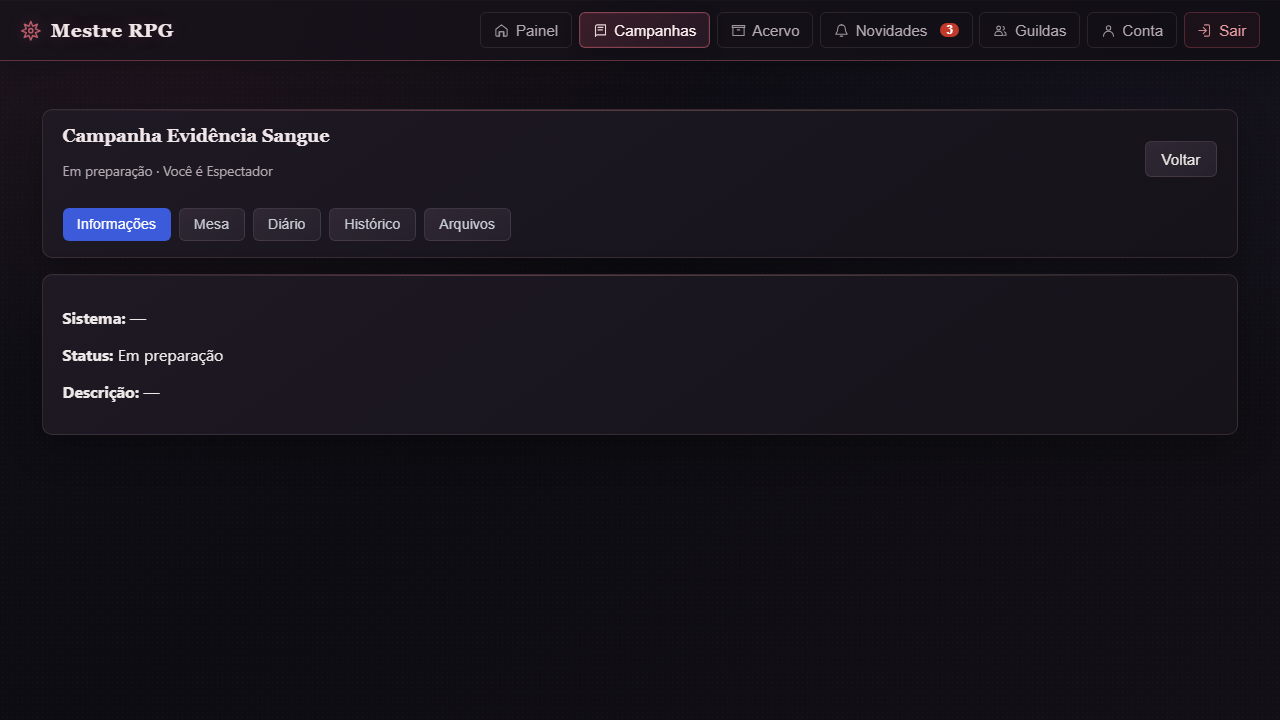 Mestre RPG
Painel
Campanhas
Acervo
Novidades 3
Guildas
Conta
Sair
Campanha Evidência Sangue
Em preparação · Você é Espectador
Voltar
Informações
Mesa
Diário
Histórico
Arquivos
Sistema: —
Status: Em preparação
Descrição: —